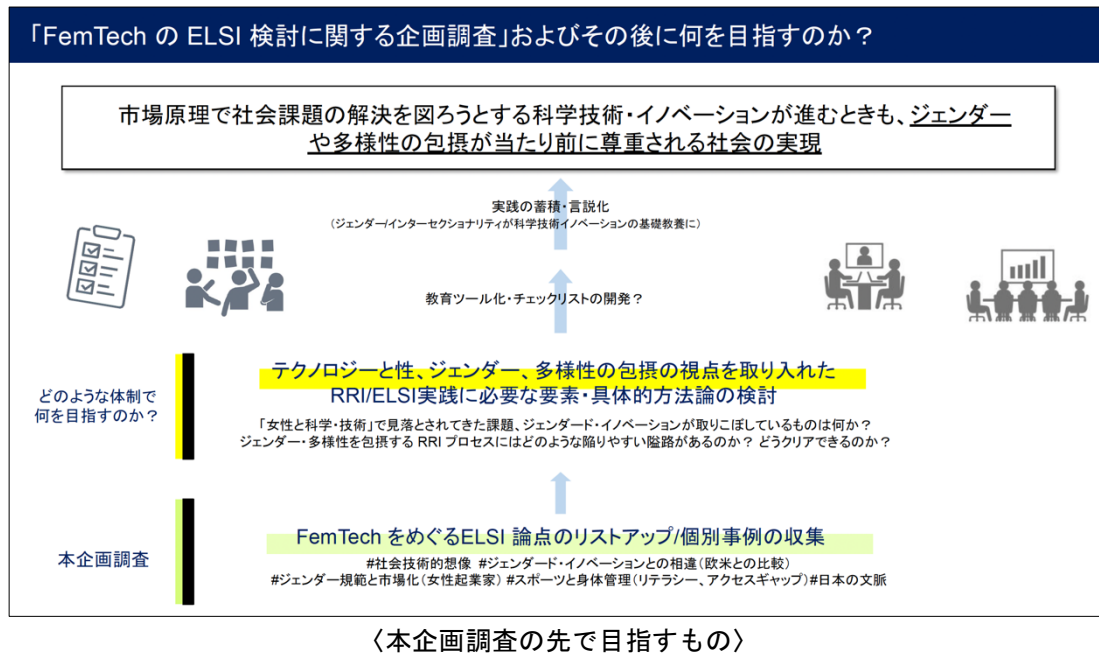 「FemTech の ELSI 検討に関する企画調査」およびその後に何を目指すのか？
市場原理で社会課題の解決を図ろうとする科学技術・イノベーションが進むときも、ジェンダー
や多様性の包摂が当たり前に尊重される社会の実現
実践の蓄積・言説化
（ジェンダー/インターセクショナリティが科学技術イノベーションの基礎教養に）
教育ツール化・チェックリストの開発？
どのような体制で
何を目指すのか？
テクノロジーと性、ジェンダー、多様性の包摂の視点を取り入れた
RRI/ELSI実践に必要な要素・具体的方法論の検討
「女性と科学・技術」で見落とされてきた課題、ジェンダード・イノベーションが取りこぼしているものは何か？
ジェンダー・多様性を包摂する RRI プロセスにはどのような陥りやすい隘路があるのか？ どうクリアできるのか？
本企画調査
FemTech をめぐるELSI 論点のリストアップ/個別事例の収集
#社会技術的想像 #ジェンダード・イノベーションとの相違（欧米との比較）
#ジェンダー規範と市場化（女性起業家） #スポーツと身体管理（リテラシー、アクセスギャップ）#日本の文脈
〈本企画調査の先で目指すもの〉